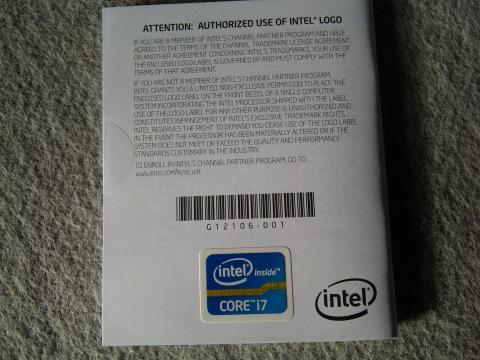 ATTENTION: AUTHORIZED USE OF INTEL® LOGO
IF YOU ARE A MEMBER OF INTEL'S CHANNEL PARTNER PROGRAM AND HAVE
AGREED TO THE TERMS OF THE CHANNEL TRADEMARK LICENSE AGREEMENT
OR ANOTHER AGREEMENT CONCERNING INTEL'S TRADEMARKS, YOUR USE OF
THE ENCLOSED LOGO LABEL IS GOVERNED BY AND MUST COMPLY WITH THE
TERMS OF THAT AGREEMENT.
IF YOU ARE NOT A MEMBER OF INTEL'S CHANNEL PARTNER PROGRAM,
INTEL GRANTS YOU A LIMITED, NON-EXCLUSIVE PERMISSION TO PLACE THE
ENCLOSED LOGO LABEL ON THE FRONT BEZEL OF A SINGLE COMPUTER
SYSTEM INCORPORATING THE INTEL PROCESSOR SHIPPED WITH THE LABEL.
USE OF THE LOGO LABEL FOR ANY OTHER PURPOSE IS UNAUTHORIZED AND
CONSTITUTES INFRINGEMENT OF INTEL'S EXCLUSIVE TRADEMARK RIGHTS.
INTEL RESERVES THE RIGHT TO DEMAND YOU CEASE USE OF THE LOGO LABEL
IN THE EVENT THE PROCESSOR HAS BEEN MATERIALLY ALTERED OR IF THE
SYSTEM DOES NOT MEET OR EXCEED THE QUALITY AND PERFORMANCE
STANDARDS CUSTOMARY IN THE INDUSTRY.
TO ENROLL IN INTEL'S CHANNEL PARTNER PROGRAM, GO TO:
WWW.INTEL.COM/RESELLER.
G12106-001
intel inside™
CORE™ i7
intel®